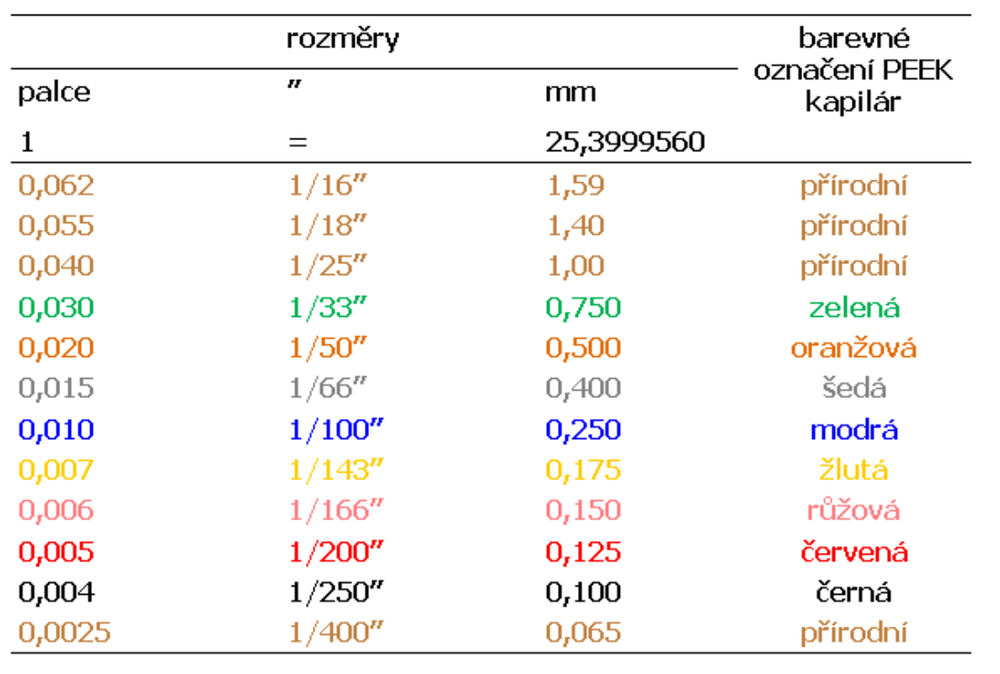 rozměry barevné
označení PEEK
palce ″ mm kapilár
1 = 25,3999560
0,062 1/16″ 1,59 přírodní
0,055 1/18″ 1,40 přírodní
0,040 1/25″ 1,00 přírodní
0,030 1/33″ 0,750 zelená
0,020 1/50″ 0,500 oranžová
0,015 1/66″ 0,400 šedá
0,010 1/100″ 0,250 modrá
0,007 1/143″ 0,175 žlutá
0,006 1/166″ 0,150 růžová
0,005 1/200″ 0,125 červená
0,004 1/250″ 0,100 černá
0,0025 1/400″ 0,065 přírodní